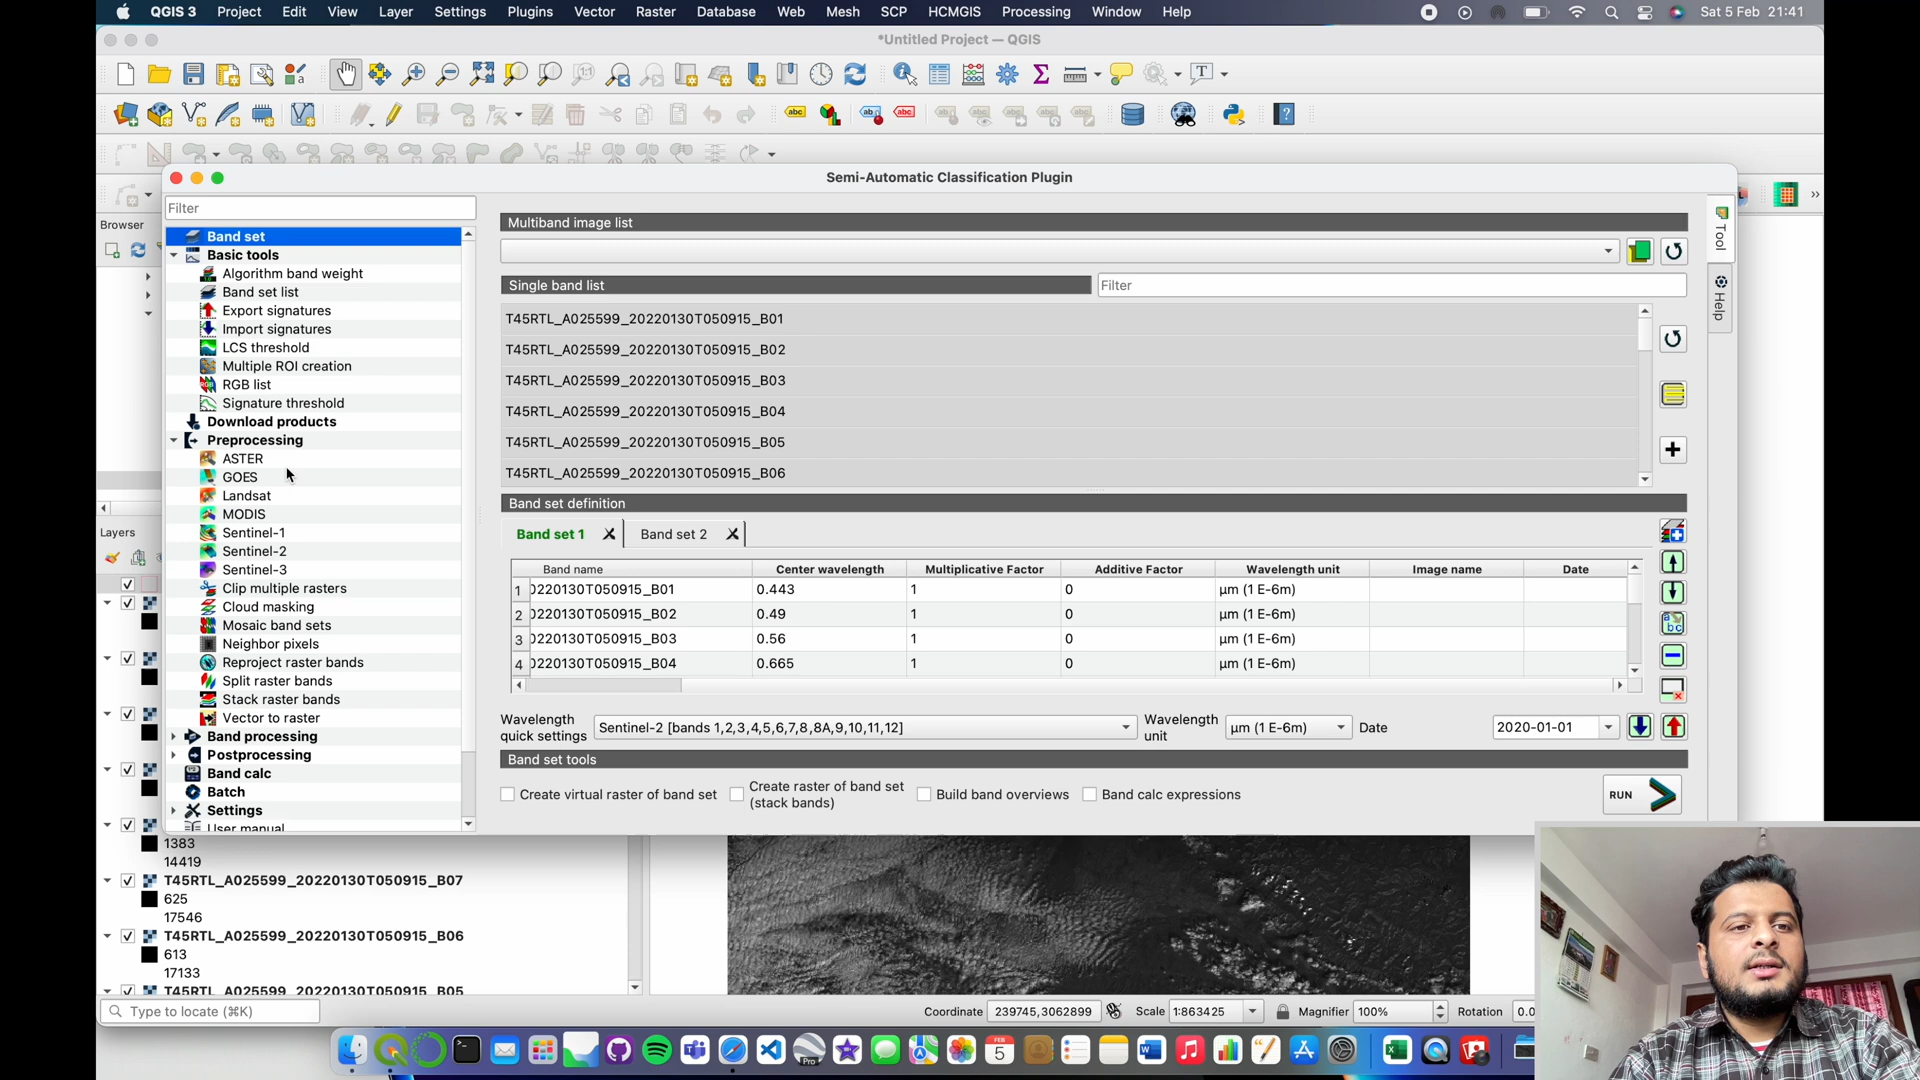 QGIS 3 Project Edit View Layer Settings Plugins Vector Raster Database Web Mesh SCP HCMGIS Processing Window Help Sat 5 Feb 21:41
*Untitled Project — QGIS
Semi-Automatic Classification Plugin
Browser
Filter
Band set
Basic tools
Algorithm band weight
Band set list
Export signatures
Import signatures
LCS threshold
Multiple ROI creation
RGB list
Signature threshold
Download products
Preprocessing
ASTER
GOES
Landsat
MODIS
Sentinel-1
Sentinel-2
Sentinel-3
Clip multiple rasters
Cloud masking
Mosaic band sets
Neighbor pixels
Reproject raster bands
Split raster bands
Stack raster bands
Vector to raster
Band processing
Postprocessing
Band calc
Batch
Settings
User manual
Multiband image list
Single band list Filter
T45RTL_A025599_20220130T050915_B01
T45RTL_A025599_20220130T050915_B02
T45RTL_A025599_20220130T050915_B03
T45RTL_A025599_20220130T050915_B04
T45RTL_A025599_20220130T050915_B05
T45RTL_A025599_20220130T050915_B06
Band set definition
Band set 1 Band set 2
Band name Center wavelength Multiplicative Factor Additive Factor Wavelength unit Image name Date
1 0220130T050915_B01 0.443 1 0 µm (1 E-6m)
2 0220130T050915_B02 0.49 1 0 µm (1 E-6m)
3 0220130T050915_B03 0.56 1 0 µm (1 E-6m)
4 0220130T050915_B04 0.665 1 0 µm (1 E-6m)
Wavelength quick settings Sentinel-2 [bands 1,2,3,4,5,6,7,8,8A,9,10,11,12] Wavelength unit µm (1 E-6m) Date 2020-01-01
Band set tools
Create virtual raster of band set Create raster of band set (stack bands) Build band overviews Band calc expressions RUN
Tool
Help
Layers
1383
14419
T45RTL_A025599_20220130T050915_B07
625
17546
T45RTL_A025599_20220130T050915_B06
613
17133
T45RTL_A025599_20220130T050915_B05
Type to locate (⌘K) Coordinate 239745,3062899 Scale 1:863425 Magnifier 100% Rotation 0.0
FEB
5
Pro